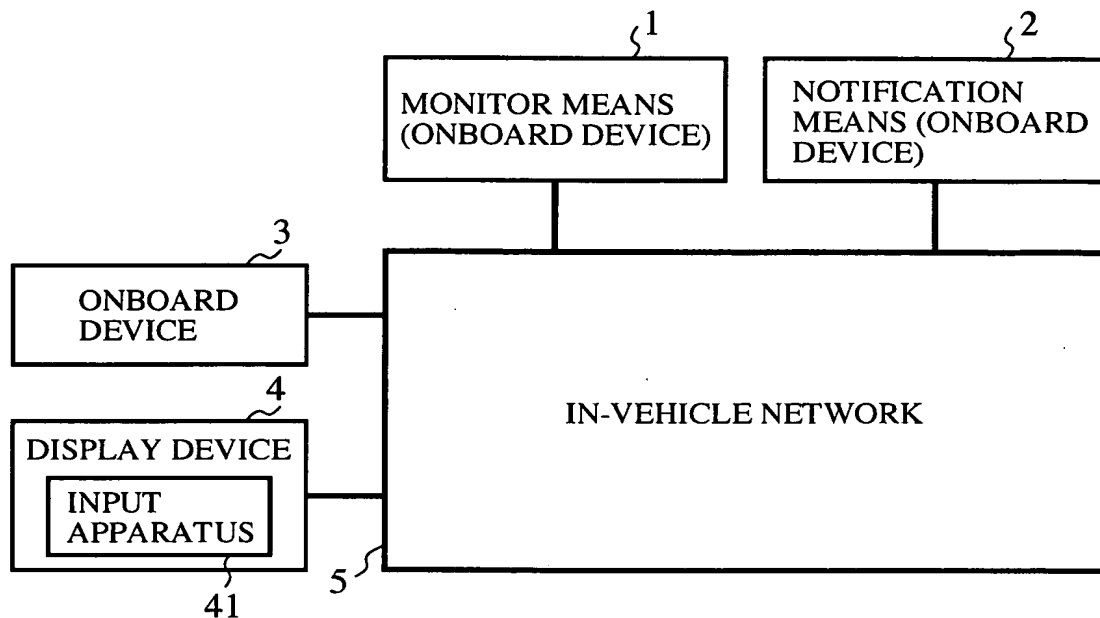 1
MONITOR MEANS
(ONBOARD DEVICE)
2
NOTIFICATION
MEANS (ONBOARD
DEVICE)
3
ONBOARD
DEVICE
4
DISPLAY DEVICE
INPUT
APPARATUS
41
5
IN-VEHICLE NETWORK